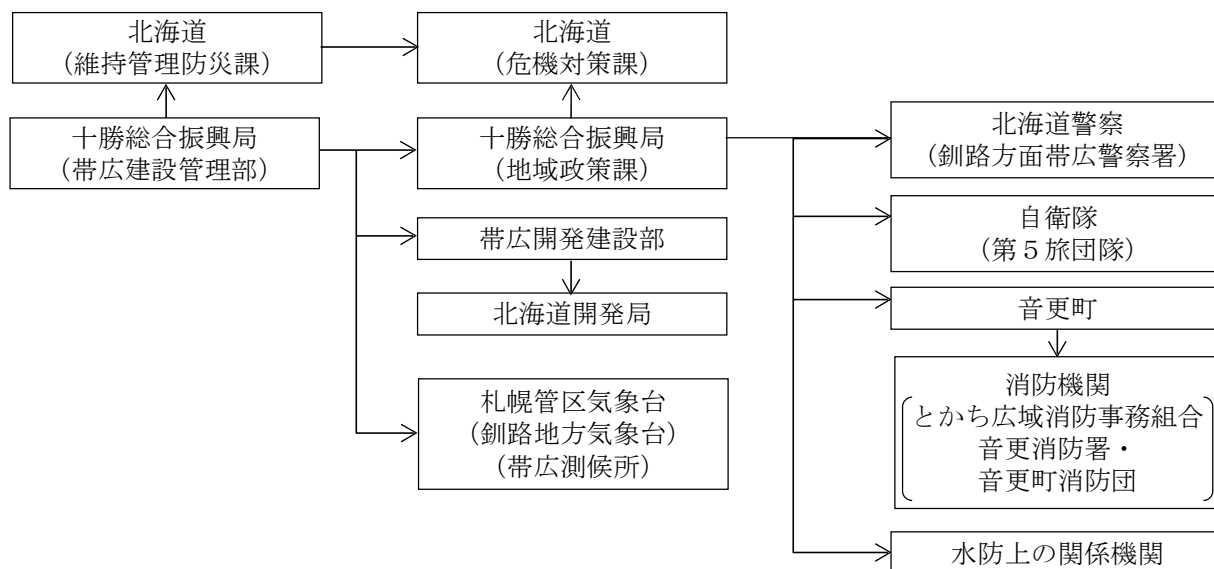 北海道
（維持管理防災課）
北海道
（危機対策課）
十勝総合振興局
（帯広建設管理部）
十勝総合振興局
（地域政策課）
北海道警察
（釧路方面帯広警察署）
自衛隊
（第５旅団隊）
帯広開発建設部
音更町
北海道開発局
消防機関
とかち広域消防事務組合
音更消防署・
音更町消防団
札幌管区気象台
（釧路地方気象台）
（帯広測候所）
水防上の関係機関